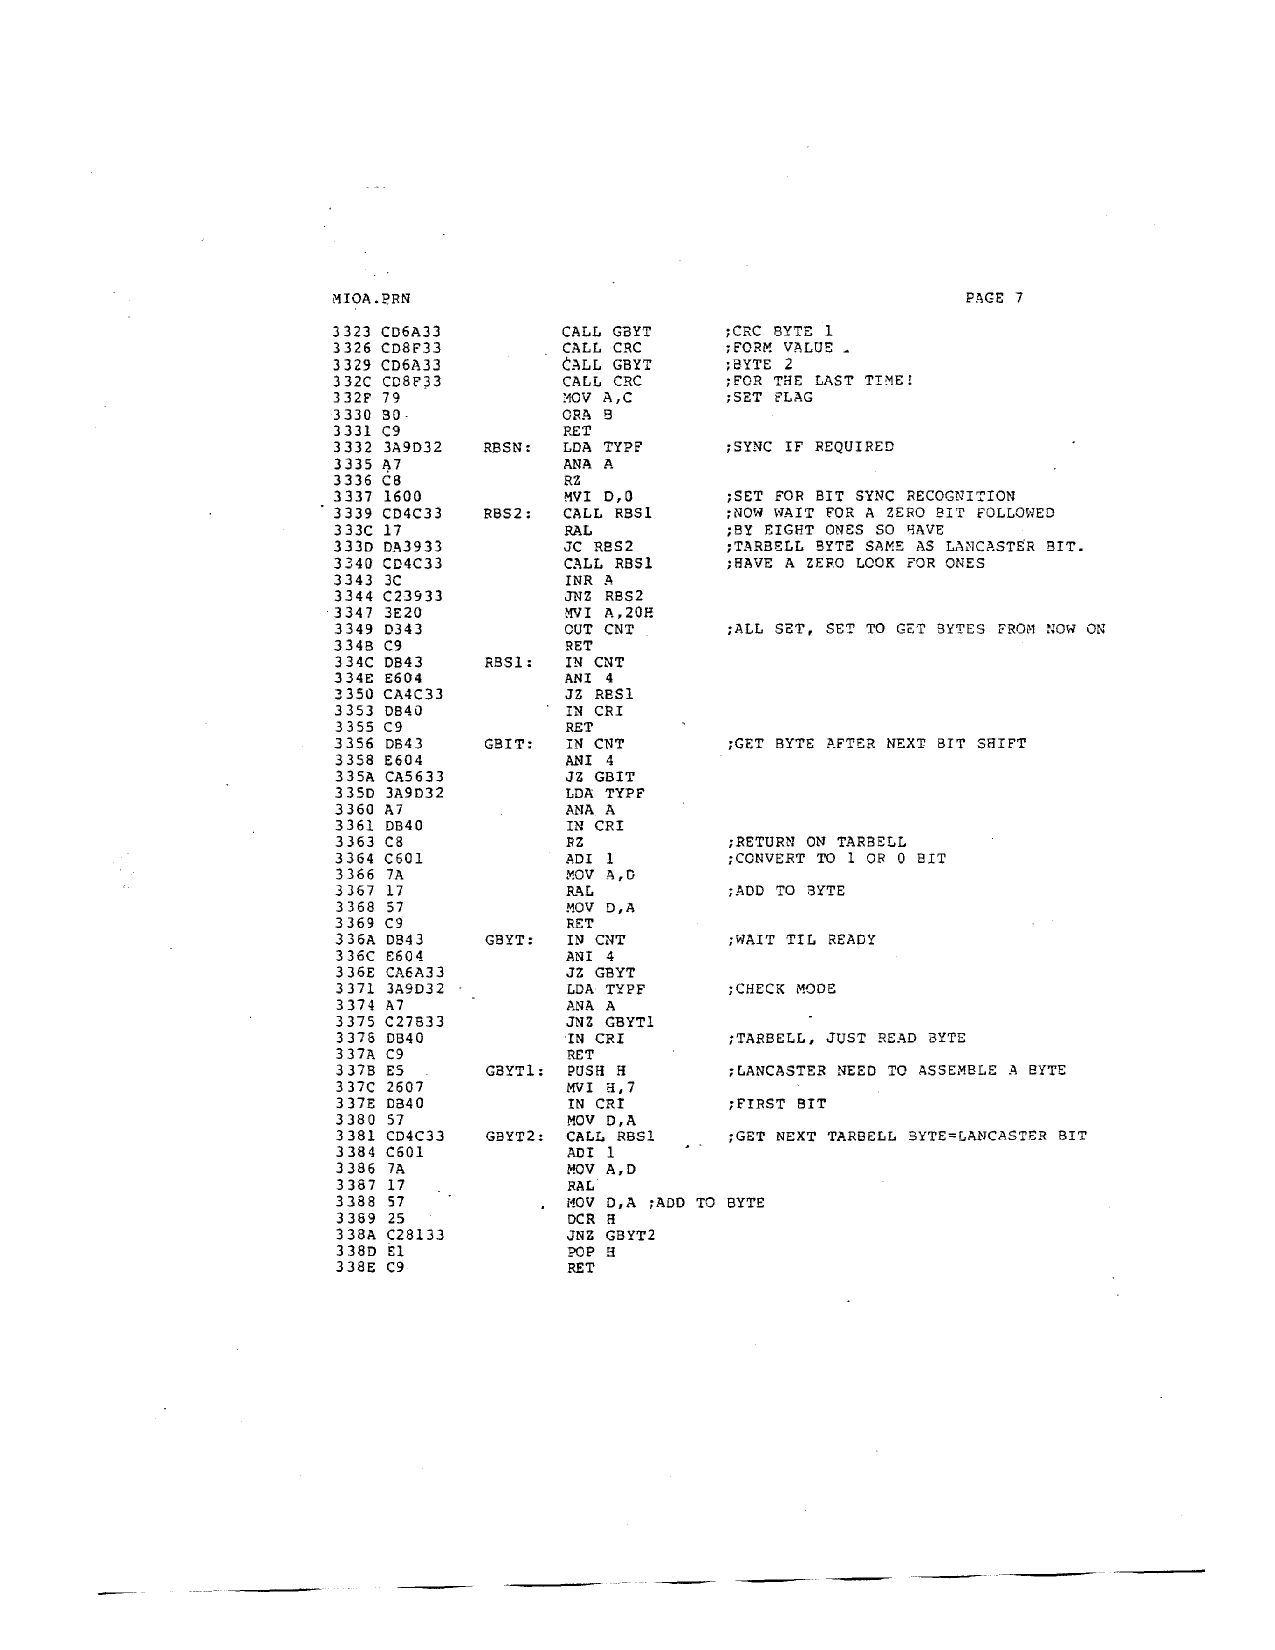 MIOA.PRN PAGE 7
3323 CD6A33 CALL GBYT ;CRC BYTE 1
3326 CD8F33 CALL CRC ;FORM VALUE
3329 CD6A33 CALL GBYT ;BYTE 2
332C CD8F33 CALL CRC ;FOR THE LAST TIME!
332F 79 MOV A,C ;SET FLAG
3330 B0 ORA B
3331 C9 RET
3332 3A9D32 RBSN: LDA TYPF ;SYNC IF REQUIRED
3335 A7 ANA A
3336 C8 RZ
3337 1600 MVI D,0 ;SET FOR BIT SYNC RECOGNITION
3339 CD4C33 RBS2: CALL RBS1 ;NOW WAIT FOR A ZERO BIT FOLLOWED
333C 17 RAL ;BY EIGHT ONES SO HAVE
333D DA3933 JC RBS2 ;TARBELL BYTE SAME AS LANCASTER BIT.
3340 CD4C33 CALL RBS1 ;HAVE A ZERO LOOK FOR ONES
3343 3C INR A
3344 C23933 JNZ RBS2
3347 3E20 MVI A,20H
3349 D343 OUT CNT ;ALL SET, SET TO GET BYTES FROM NOW ON
334B C9 RET
334C DB43 RBS1: IN CNT
334E E604 ANI 4
3350 CA4C33 JZ RBS1
3353 DB40 IN CRI
3355 C9 RET
3356 DB43 GBIT: IN CNT ;GET BYTE AFTER NEXT BIT SHIFT
3358 E604 ANI 4
335A CA5633 JZ GBIT
335D 3A9D32 LDA TYPF
3360 A7 ANA A
3361 DB40 IN CRI
3363 C8 RZ ;RETURN ON TARBELL
3364 C601 ADI 1 ;CONVERT TO 1 OR 0 BIT
3366 7A MOV A,D
3367 17 RAL ;ADD TO BYTE
3368 57 MOV D,A
3369 C9 RET
336A DB43 GBYT: IN CNT ;WAIT TIL READY
336C E604 ANI 4
336E CA6A33 JZ GBYT
3371 3A9D32 LDA TYPF ;CHECK MODE
3374 A7 ANA A
3375 C27B33 JNZ GBYT1
3378 DB40 IN CRI ;TARBELL, JUST READ BYTE
337A C9 RET
337B E5 GBYT1: PUSH H ;LANCASTER NEED TO ASSEMBLE A BYTE
337C 2607 MVI H,7
337E DB40 IN CRI ;FIRST BIT
3380 57 MOV D,A
3381 CD4C33 GBYT2: CALL RBS1 ;GET NEXT TARBELL BYTE=LANCASTER BIT
3384 C601 ADI 1
3386 7A MOV A,D
3387 17 RAL
3388 57 MOV D,A ;ADD TO BYTE
3389 25 DCR H
338A C28133 JNZ GBYT2
338D E1 POP H
338E C9 RET